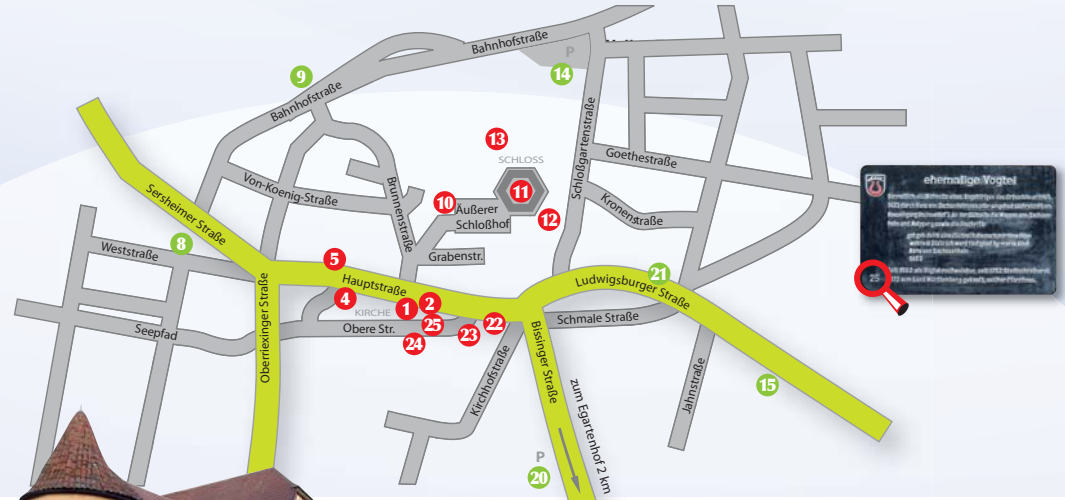 Bahnhofstraße
P
14
9
Bahnhofstraße
Schloßgartenstraße
13
SCHLOSS
Goethestraße
ehemalige Vogtei
Sersheimer Straße
Von-Koenig-Straße
Brunnenstraße
10
Äußerer
Schloßhof
11
12
Kronenstraße
8
Weststraße
5
Grabenstr.
25
21
Ludwigsburger Straße
Hauptstraße
4
KIRCHE
1
2
25
22
Schmale Straße
Seepfad
Oberriexinger Straße
Obere Str.
24
23
Kirchhofstraße
Bissinger Straße
zum Egartenhof 2 km
Jahnstraße
15
P
20